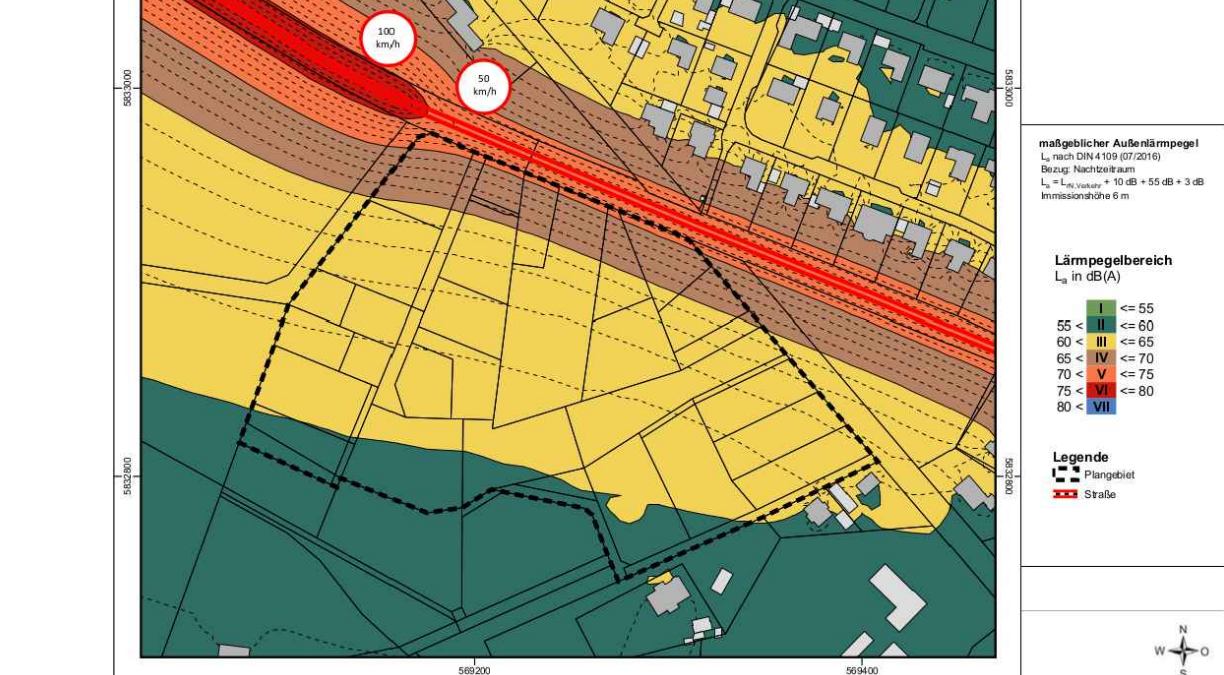 100
km/h
50
km/h
5833000
5833000
5832800
5832800
569200
569400
maßgeblicher Außenlärmpegel
La nach DIN 4109 (07/2016)
Bezug: Nachtzeitraum
La = LrN,Verkehr + 10 dB + 55 dB + 3 dB
Immissionshöhe 6 m
Lärmpegelbereich
La in dB(A)
I <= 55
55 < II <= 60
60 < III <= 65
65 < IV <= 70
70 < V <= 75
75 < VI <= 80
80 < VII
Legende
Plangebiet
Straße
N
W O
S